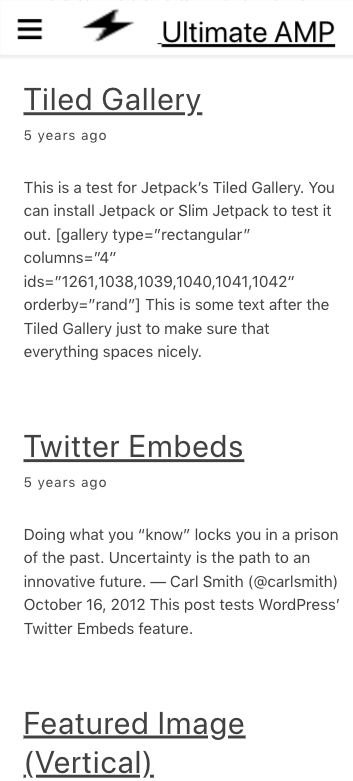 Ultimate AMP
Tiled Gallery
5 years ago
This is a test for Jetpack’s Tiled Gallery. You
can install Jetpack or Slim Jetpack to test it
out. [gallery type=”rectangular”
columns=”4″
ids=”1261,1038,1039,1040,1041,1042″
orderby=”rand”] This is some text after the
Tiled Gallery just to make sure that
everything spaces nicely.
Twitter Embeds
5 years ago
Doing what you “know” locks you in a prison
of the past. Uncertainty is the path to an
innovative future. — Carl Smith (@carlsmith)
October 16, 2012 This post tests WordPress’
Twitter Embeds feature.
Featured Image
(Vertical)